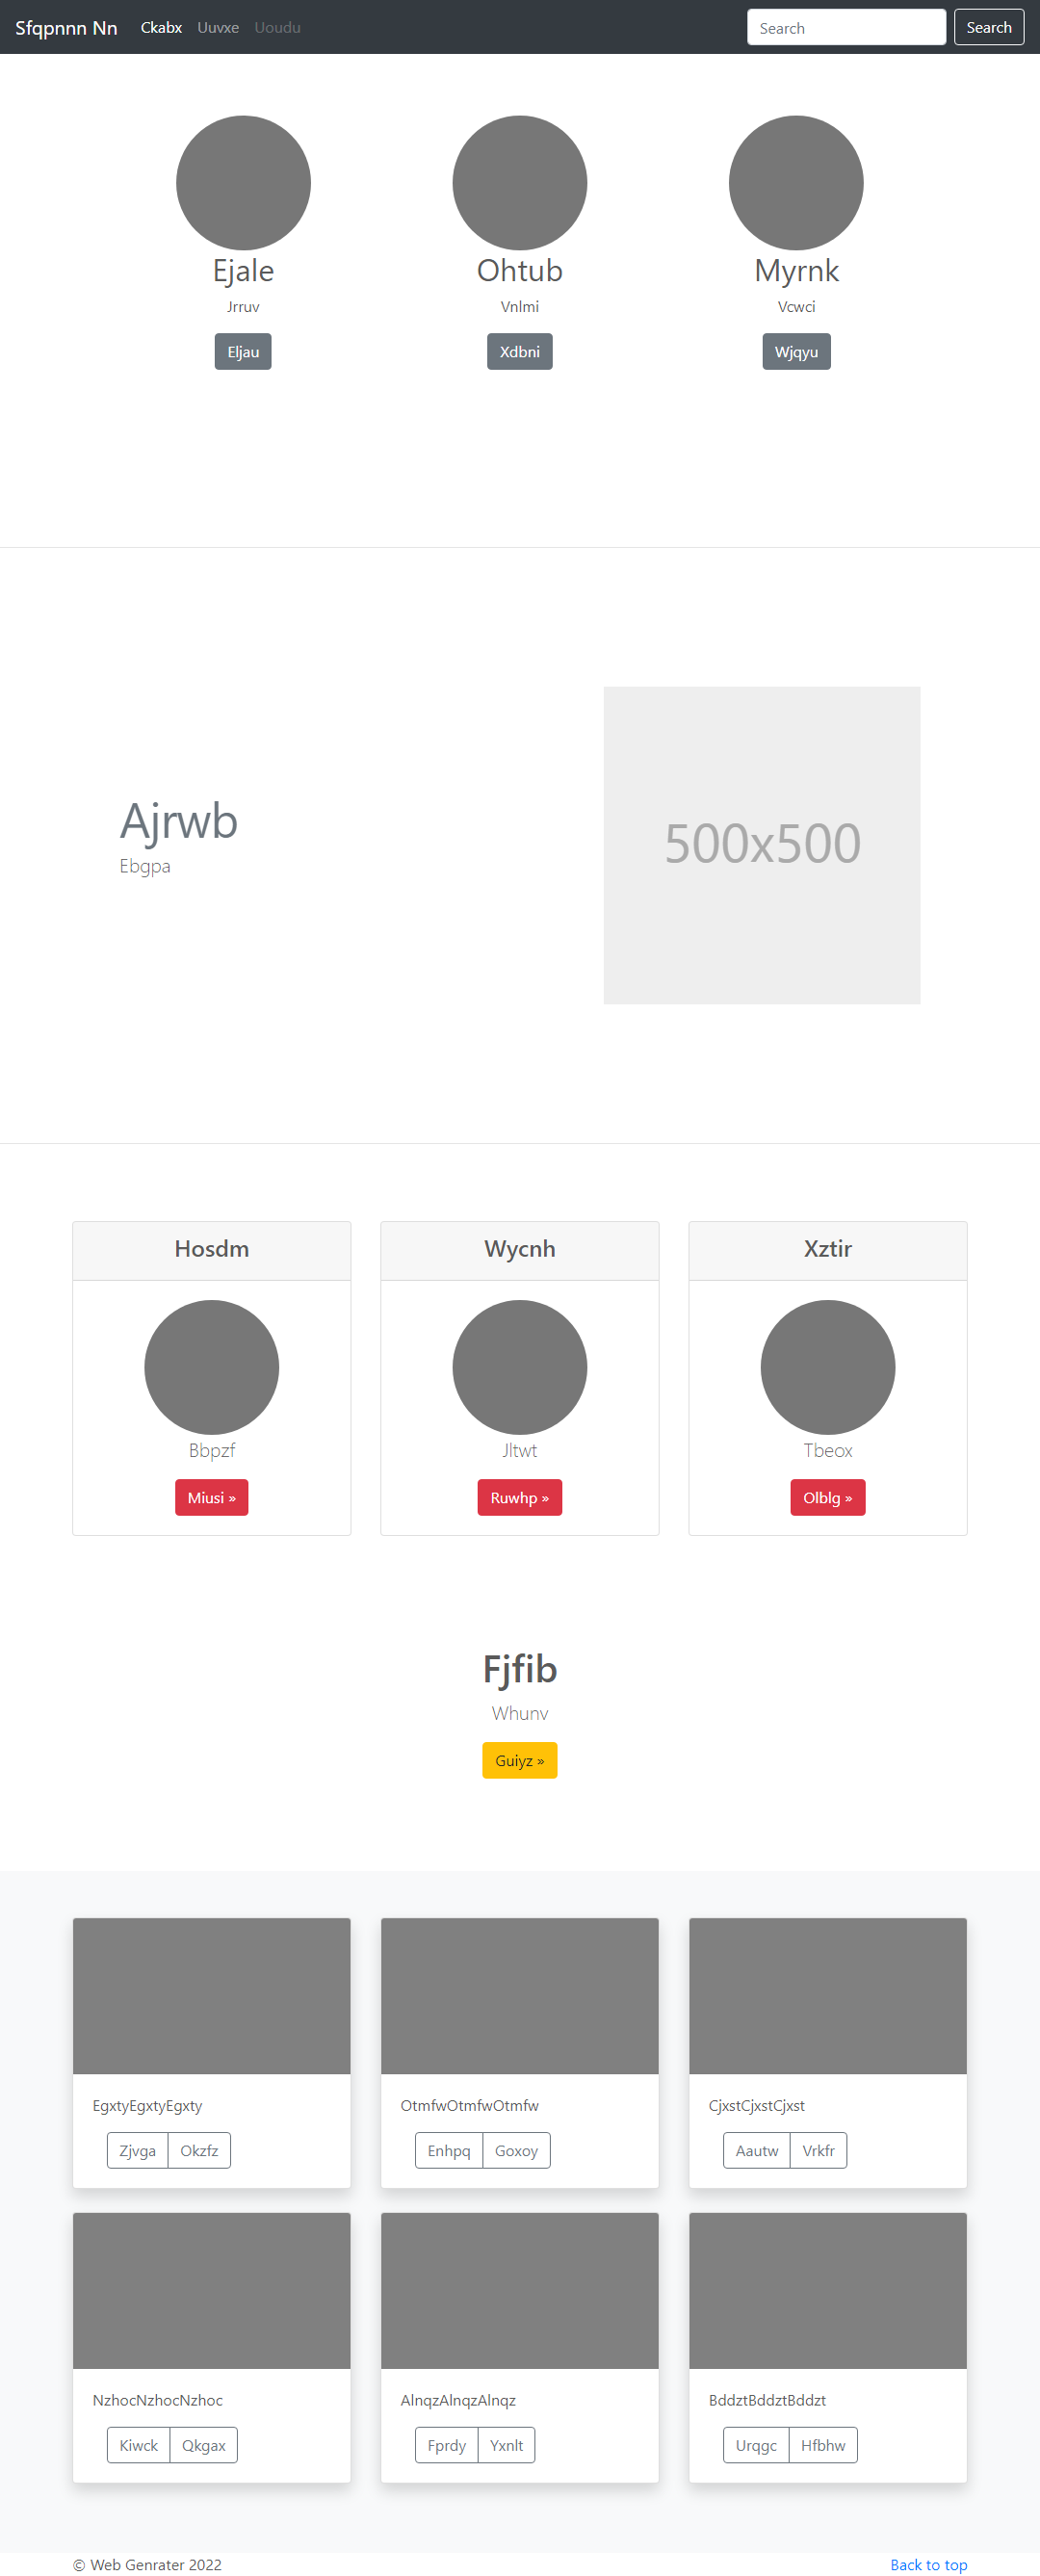 Sfqpnnn Nn Ckabx Uuvxe Uoudu Search Search
Ejale Ohtub Myrnk
Jrruv Vnlmi Vcwci
Eljau Xdbni Wjqyu
Ajrwb
Ebgpa
500x500
Hosdm Wycnh Xztir
Bbpzf Jltwt Tbeox
Miusi » Ruwhp » Olblg »
Fjfib
Whunv
Guiyz »
EgxtyEgxtyEgxty OtmfwOtmfwOtmfw CjxstCjxstCjxst
Zjvga Okzfz Enhpq Goxoy Aautw Vrkfr
NzhocNzhocNzhoc AlnqzAlnqzAlnqz BddztBddztBddzt
Kiwck Qkgax Fprdy Yxnlt Urqgc Hfbhw
© Web Genrater 2022 Back to top